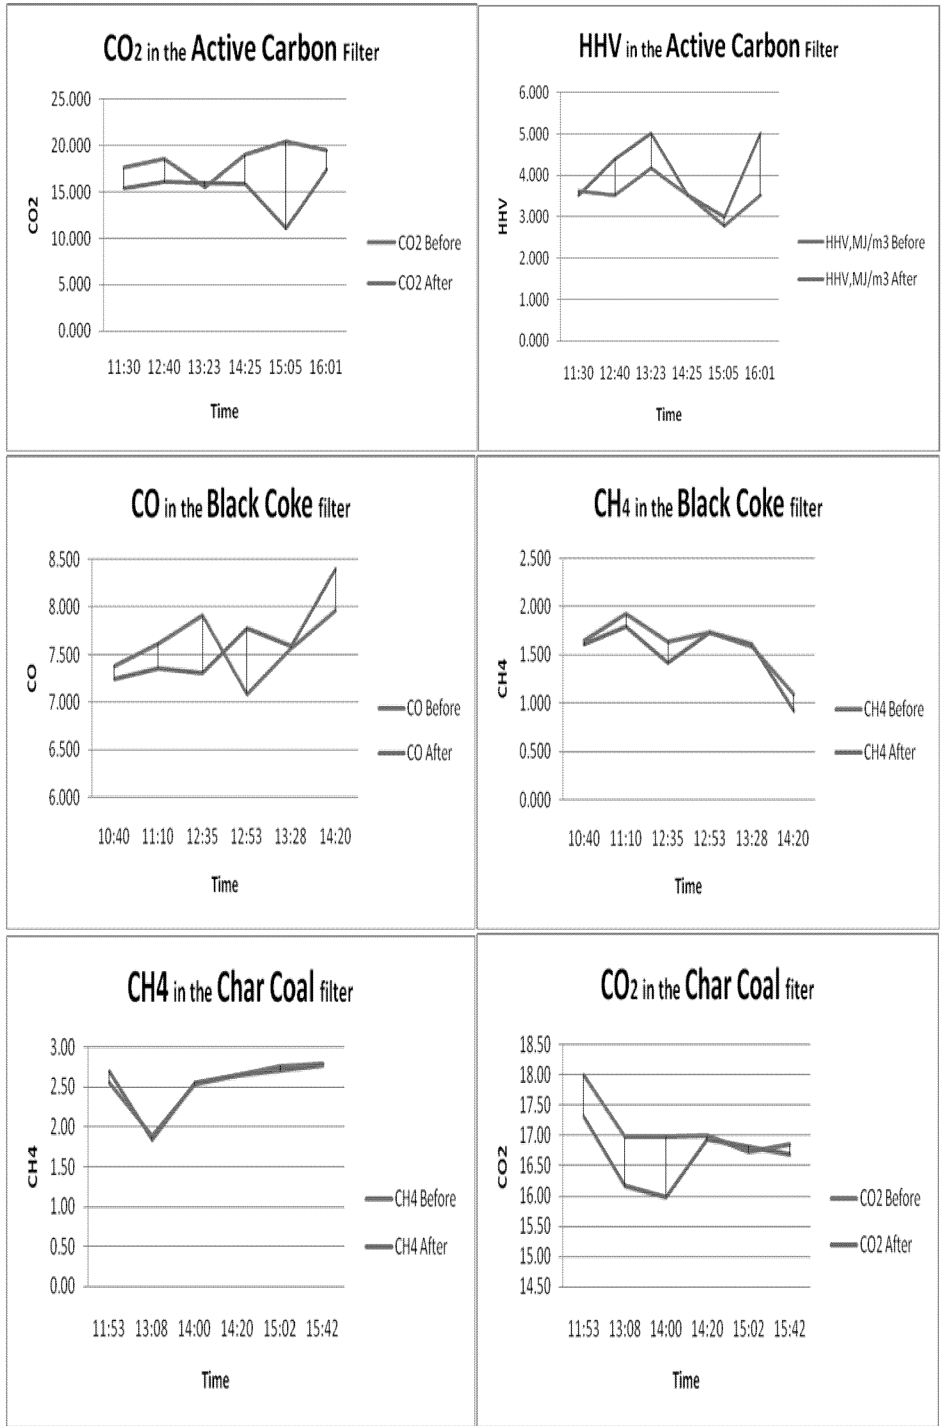 CO2 in the Active Carbon Filter
25.000
20.000
15.000
10.000
5.000
0.000
CO2
CO2 Before
CO2 After
11:30 12:40 13:23 14:25 15:05 16:01
Time
HHV in the Active Carbon Filter
6.000
5.000
4.000
3.000
2.000
1.000
0.000
HHV
HHV,MJ/m3 Before
HHV,MJ/m3 After
11:30 12:40 13:23 14:25 15:05 16:01
Time
CO in the Black Coke filter
8.500
8.000
7.500
7.000
6.500
6.000
CO
CO Before
CO After
10:40 11:10 12:35 12:53 13:28 14:20
Time
CH4 in the Black Coke filter
2.500
2.000
1.500
1.000
0.500
0.000
CH4
CH4 Before
CH4 After
10:40 11:10 12:35 12:53 13:28 14:20
Time
CH4 in the Char Coal filter
3.00
2.50
2.00
1.50
1.00
0.50
0.00
CH4
CH4 Before
CH4 After
11:53 13:08 14:00 14:20 15:02 15:42
Time
CO2 in the Char Coal fiter
18.50
18.00
17.50
17.00
16.50
16.00
15.50
15.00
14.50
CO2
CO2 Before
CO2 After
11:53 13:08 14:00 14:20 15:02 15:42
Time